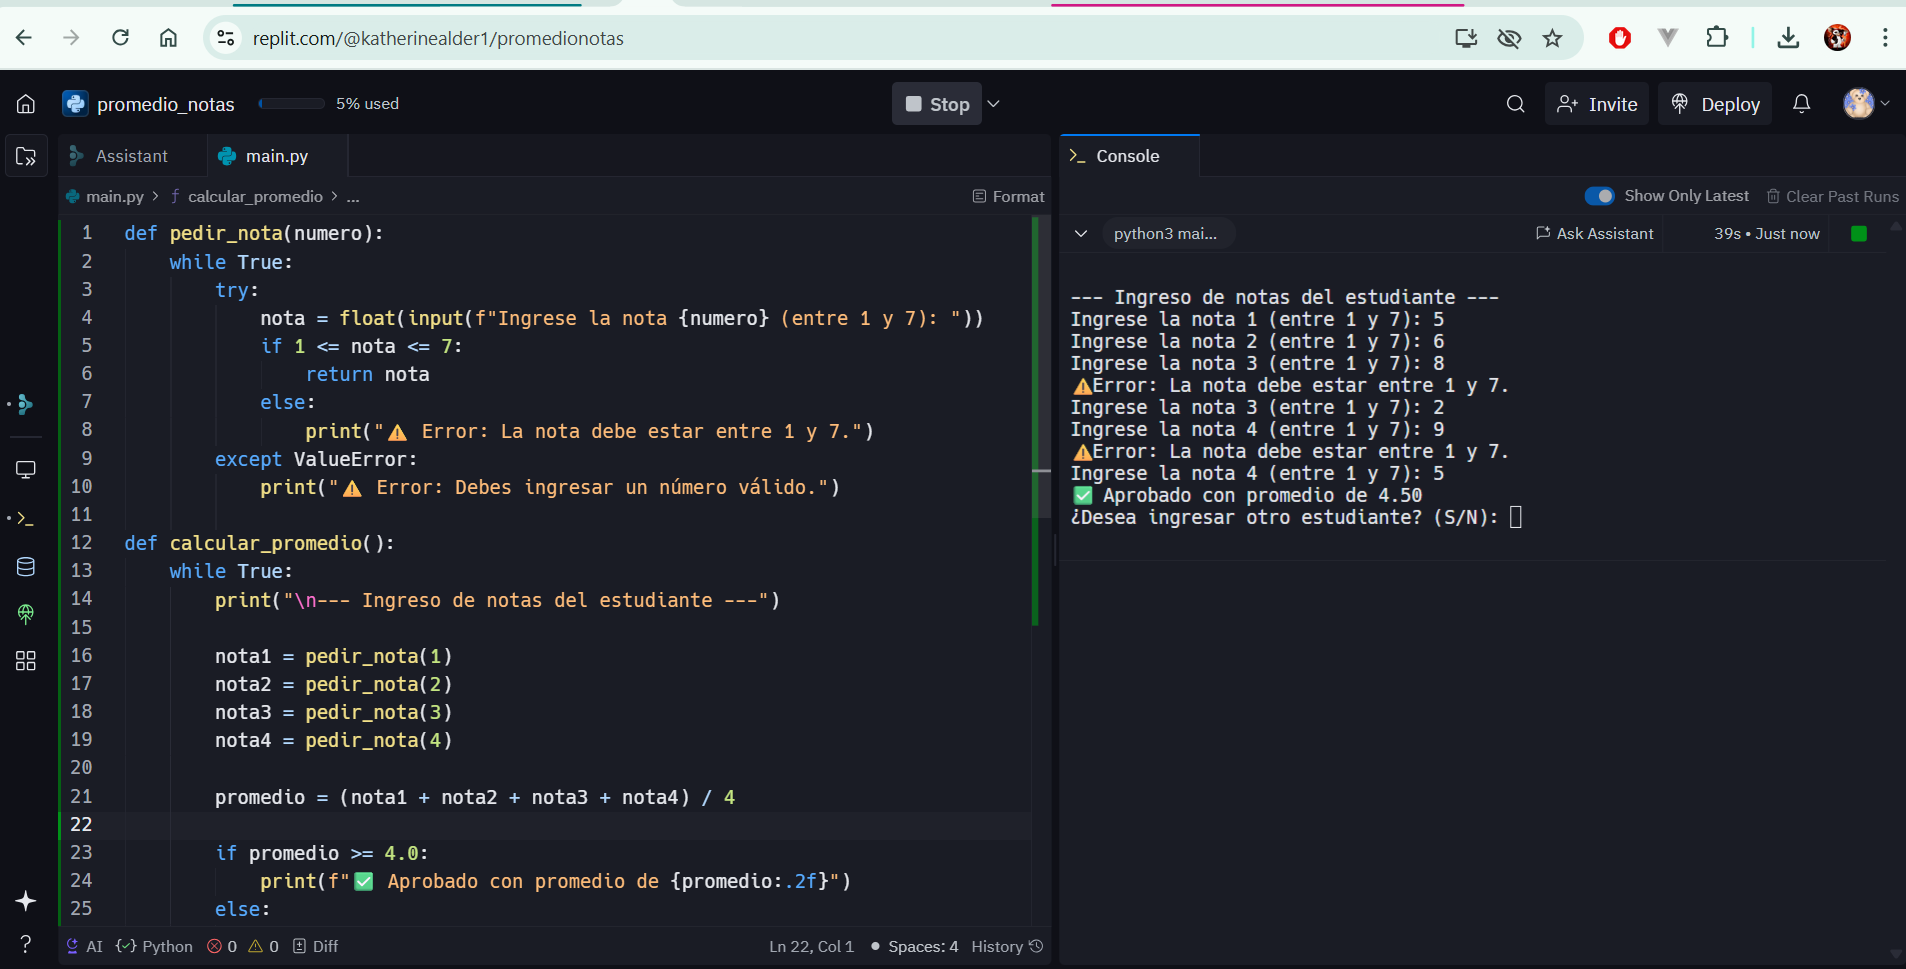 replit.com/@katherinealder1/promedionotas
promedio_notas
5% used
Stop
Invite
Deploy
Assistant
main.py
main.py > ƒ calcular_promedio > ...
Format
1 def pedir_nota(numero):
2     while True:
3         try:
4             nota = float(input(f"Ingrese la nota {numero} (entre 1 y 7): "))
5             if 1 <= nota <= 7:
6                 return nota
7             else:
8                 print("⚠️ Error: La nota debe estar entre 1 y 7.")
9         except ValueError:
10             print("⚠️ Error: Debes ingresar un número válido.")
11
12 def calcular_promedio():
13     while True:
14         print("\n--- Ingreso de notas del estudiante ---")
15
16         nota1 = pedir_nota(1)
17         nota2 = pedir_nota(2)
18         nota3 = pedir_nota(3)
19         nota4 = pedir_nota(4)
20
21         promedio = (nota1 + nota2 + nota3 + nota4) / 4
22
23         if promedio >= 4.0:
24             print(f"✅ Aprobado con promedio de {promedio:.2f}")
25         else:
AI
Python
0
0
Diff
Ln 22, Col 1
Spaces: 4
History
Console
Show Only Latest
Clear Past Runs
python3 mai...
Ask Assistant
39s • Just now
--- Ingreso de notas del estudiante ---
Ingrese la nota 1 (entre 1 y 7): 5
Ingrese la nota 2 (entre 1 y 7): 6
Ingrese la nota 3 (entre 1 y 7): 8
⚠️Error: La nota debe estar entre 1 y 7.
Ingrese la nota 3 (entre 1 y 7): 2
Ingrese la nota 4 (entre 1 y 7): 9
⚠️Error: La nota debe estar entre 1 y 7.
Ingrese la nota 4 (entre 1 y 7): 5
✅ Aprobado con promedio de 4.50
¿Desea ingresar otro estudiante? (S/N):